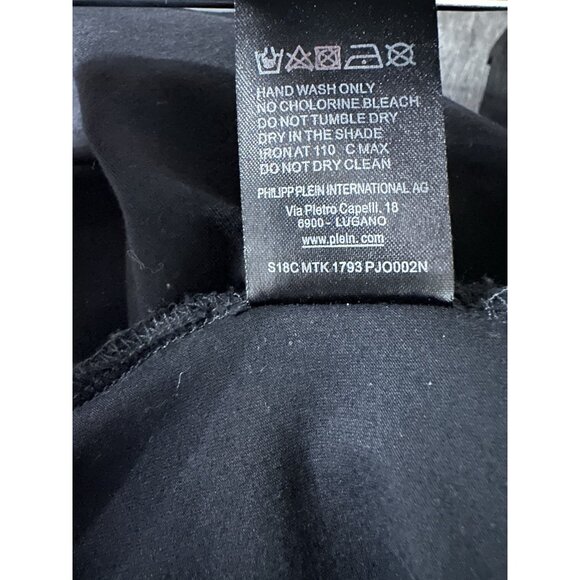 HAND WASH ONLY
NO CHOLORINE BLEACH
DO NOT TUMBLE DRY
DRY IN THE SHADE
IRON AT 110 C MAX
DO NOT DRY CLEAN
PHILIPP PLEIN INTERNATIONAL AG
Via Pietro Capelli. 18
6900 - LUGANO
www.plein. com
S18C MTK 1793 PJO002N